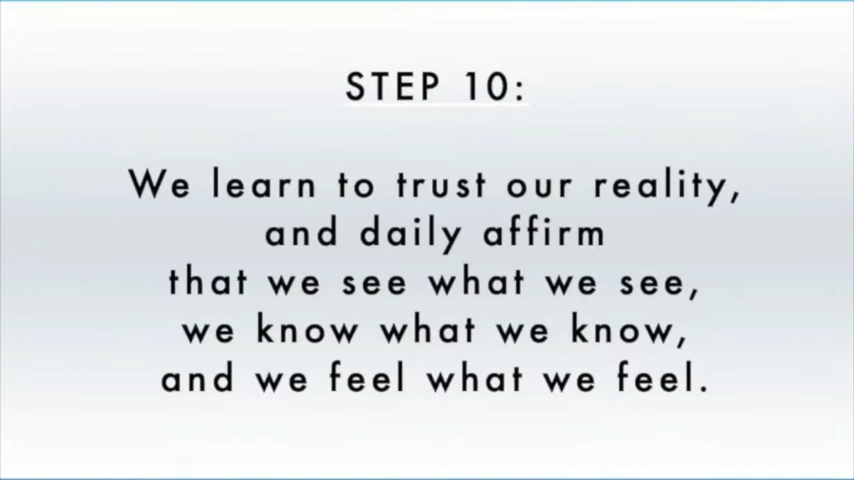 STEP 10:
We learn to trust our reality,
and daily affirm
that we see what we see,
we know what we know,
and we feel what we feel.